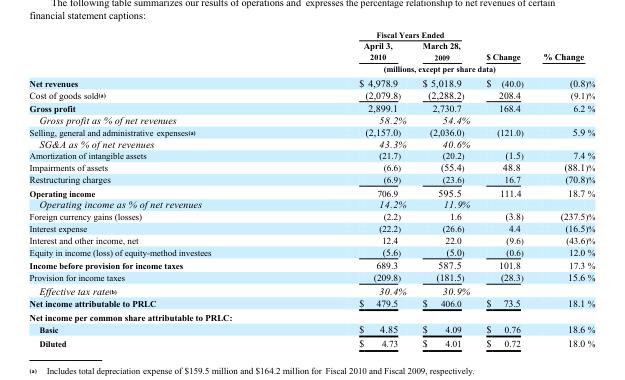 The following table summarizes our results of operations and expresses the percentage relationship to net revenues of certain
financial statement captions:
Fiscal Years Ended
April 3, 2010 March 28, 2009 $ Change % Change
(millions, except per share data)
Net revenues $ 4,978.9 $ 5,018.9 $ (40.0) (0.8)%
Cost of goods sold(a) (2,079.8) (2,288.2) 208.4 (9.1)%
Gross profit 2,899.1 2,730.7 168.4 6.2 %
Gross profit as % of net revenues 58.2% 54.4%
Selling, general and administrative expenses(a) (2,157.0) (2,036.0) (121.0) 5.9 %
SG&A as % of net revenues 43.3% 40.6%
Amortization of intangible assets (21.7) (20.2) (1.5) 7.4 %
Impairments of assets (6.6) (55.4) 48.8 (88.1)%
Restructuring charges (6.9) (23.6) 16.7 (70.8)%
Operating income 706.9 595.5 111.4 18.7 %
Operating income as % of net revenues 14.2% 11.9%
Foreign currency gains (losses) (2.2) 1.6 (3.8) (237.5)%
Interest expense (22.2) (26.6) 4.4 (16.5)%
Interest and other income, net 12.4 22.0 (9.6) (43.6)%
Equity in income (loss) of equity-method investees (5.6) (5.0) (0.6) 12.0 %
Income before provision for income taxes 689.3 587.5 101.8 17.3 %
Provision for income taxes (209.8) (181.5) (28.3) 15.6 %
Effective tax rate(b) 30.4% 30.9%
Net income attributable to PRLC $ 479.5 $ 406.0 $ 73.5 18.1 %
Net income per common share attributable to PRLC:
Basic $ 4.85 $ 4.09 $ 0.76 18.6 %
Diluted $ 4.73 $ 4.01 $ 0.72 18.0 %
(a) Includes total depreciation expense of $159.5 million and $164.2 million for Fiscal 2010 and Fiscal 2009, respectively.